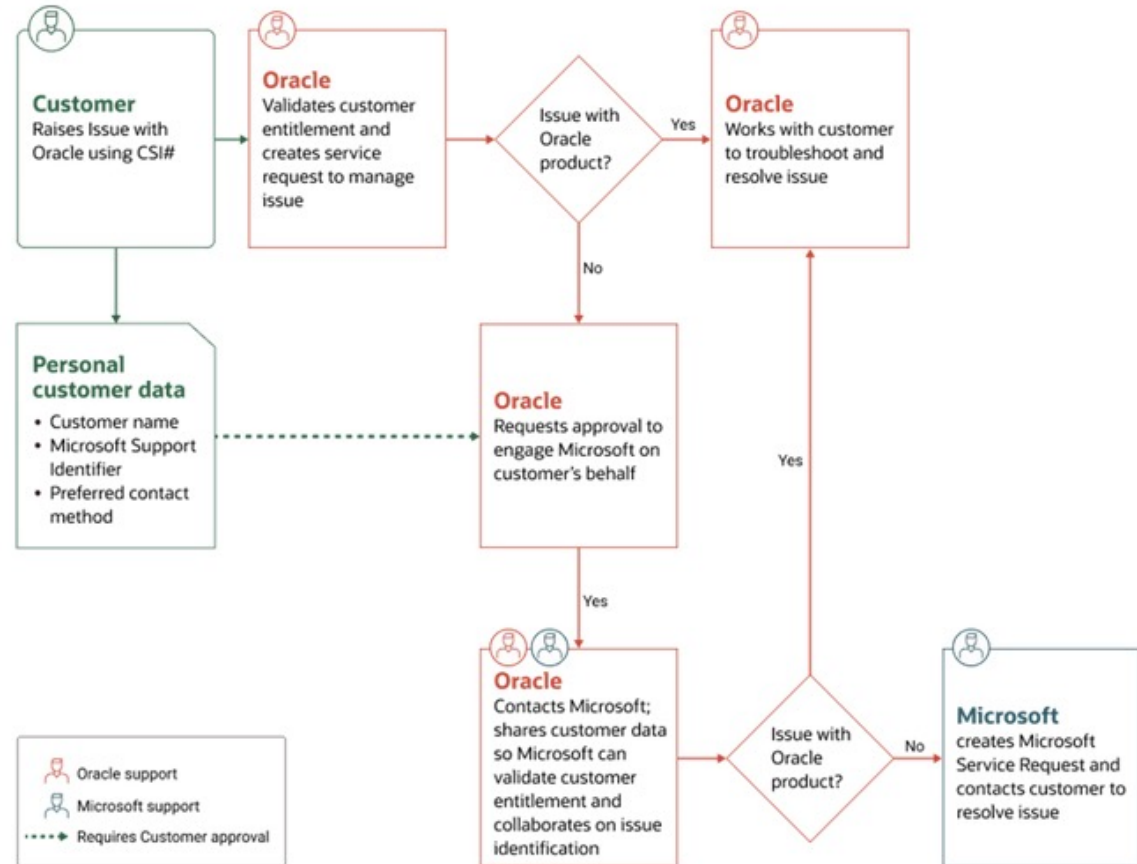 Customer
Raises Issue with
Oracle using CSI#
Oracle
Validates customer
entitlement and
creates service
request to manage
issue
Issue with
Oracle
product?
Yes
Oracle
Works with customer
to troubleshoot and
resolve issue
No
Personal
customer data
• Customer name
• Microsoft Support
Identifier
• Preferred contact
method
Oracle
Requests approval to
engage Microsoft on
customer's behalf
Yes
Yes
Oracle
Contacts Microsoft;
shares customer data
so Microsoft can
validate customer
entitlement and
collaborates on issue
identification
Issue with
Oracle
product?
No
Microsoft
creates Microsoft
Service Request and
contacts customer to
resolve issue
Oracle support
Microsoft support
Requires Customer approval